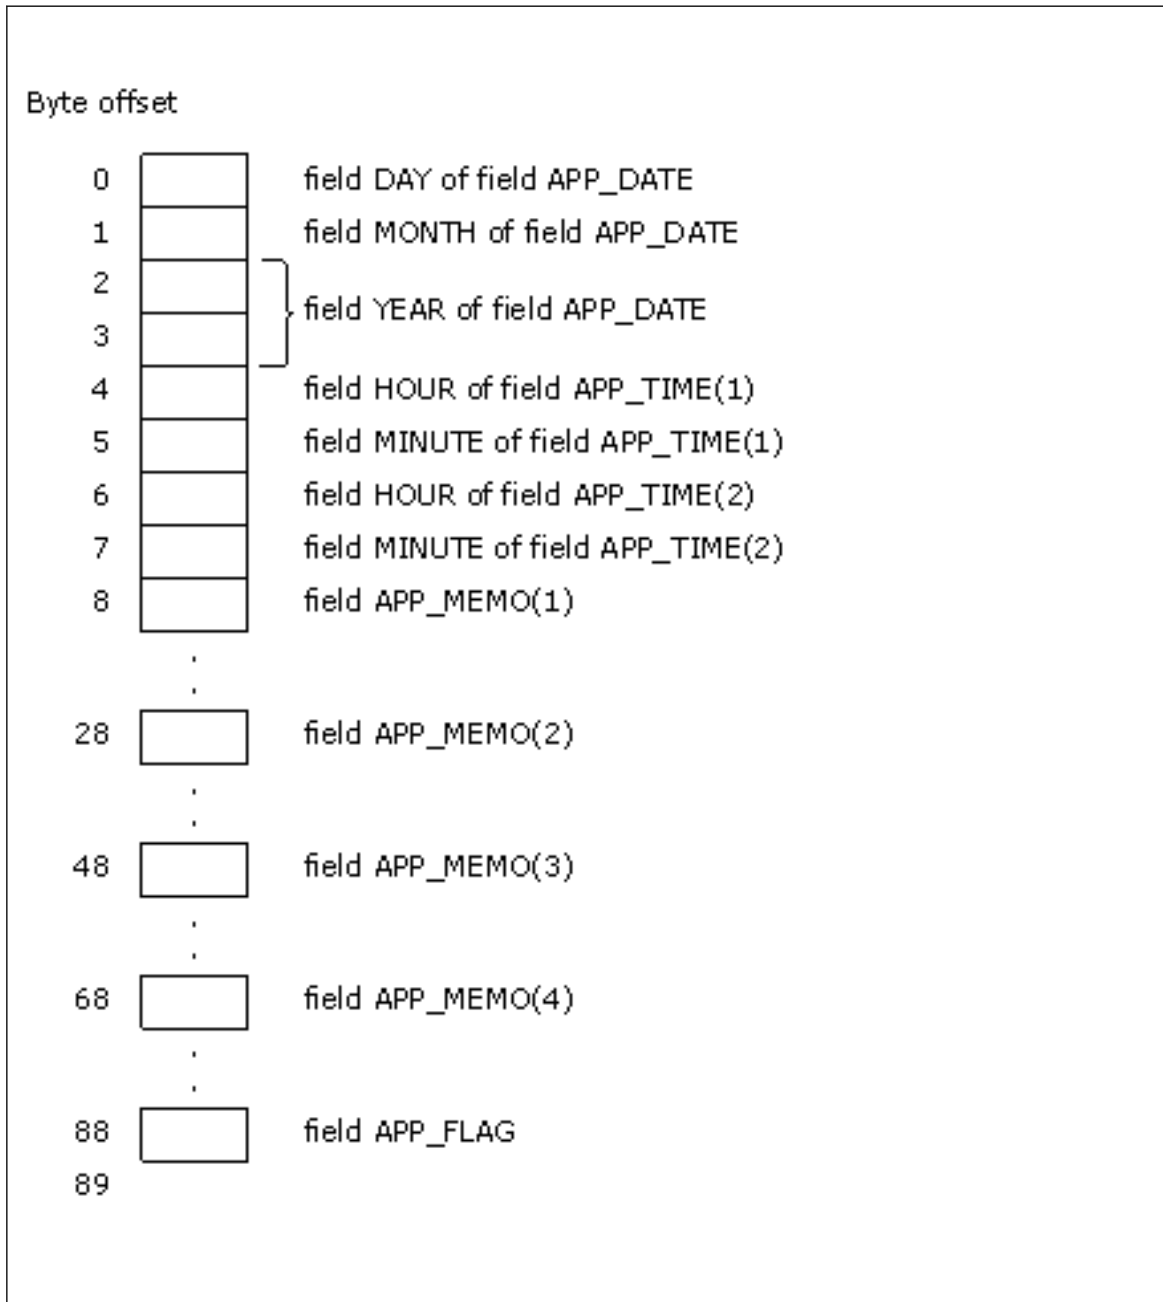 Byte offset
0 field DAY of field APP_DATE
1 field MONTH of field APP_DATE
2
field YEAR of field APP_DATE
3
4 field HOUR of field APP_TIME(1)
5 field MINUTE of field APP_TIME(1)
6 field HOUR of field APP_TIME(2)
7 field MINUTE of field APP_TIME(2)
8 field APP_MEMO(1)
28 field APP_MEMO(2)
48 field APP_MEMO(3)
68 field APP_MEMO(4)
88 field APP_FLAG
89